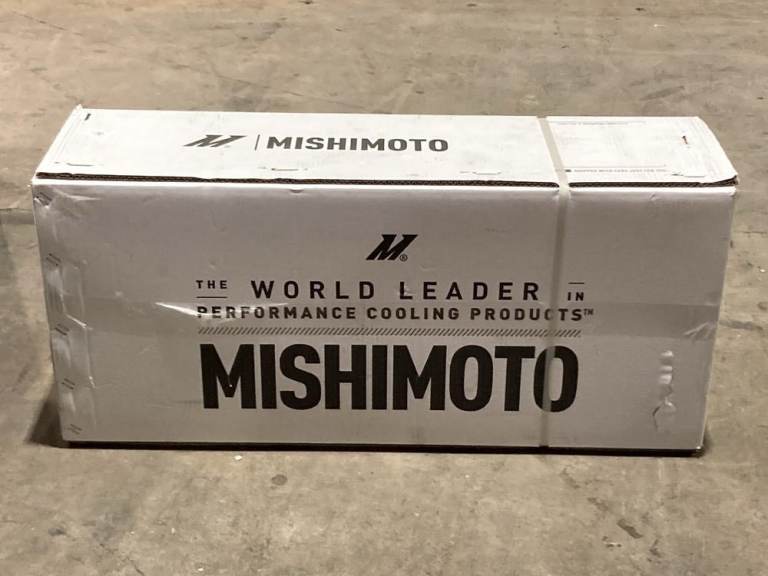 M | MISHIMOTO
M®
THE WORLD LEADER IN
PERFORMANCE COOLING PRODUCTS™
MISHIMOTO